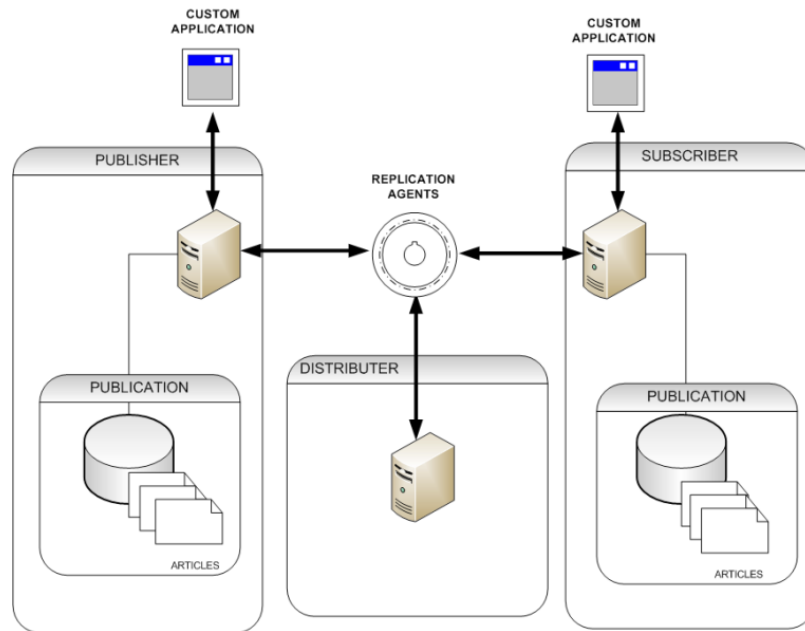 CUSTOM
APPLICATION
CUSTOM
APPLICATION
PUBLISHER
SUBSCRIBER
REPLICATION
AGENTS
DISTRIBUTER
PUBLICATION
PUBLICATION
ARTICLES
ARTICLES